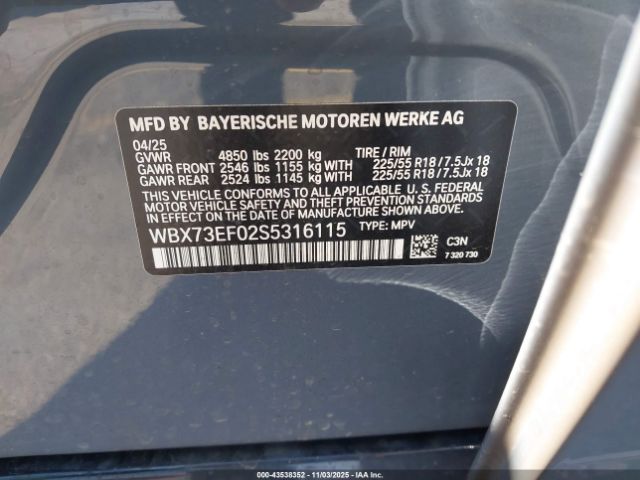 MFD BY BAYERISCHE MOTOREN WERKE AG
04/25
GVWR 4850 lbs 2200 kg TIRE / RIM
GAWR FRONT 2546 lbs 1155 kg WITH 225/55 R18 / 7.5Jx 18
GAWR REAR 2524 lbs 1145 kg WITH 225/55 R18 / 7.5Jx 18
THIS VEHICLE CONFORMS TO ALL APPLICABLE U. S. FEDERAL
MOTOR VEHICLE SAFETY AND THEFT PREVENTION STANDARDS
IN EFFECT ON THE DATE OF MANUFACTURE SHOWN ABOVE.
WBX73EF02S5316115 TYPE: MPV
C3N
7 320 730
©-43538352 - 11/03/2025 - IAAI.COM